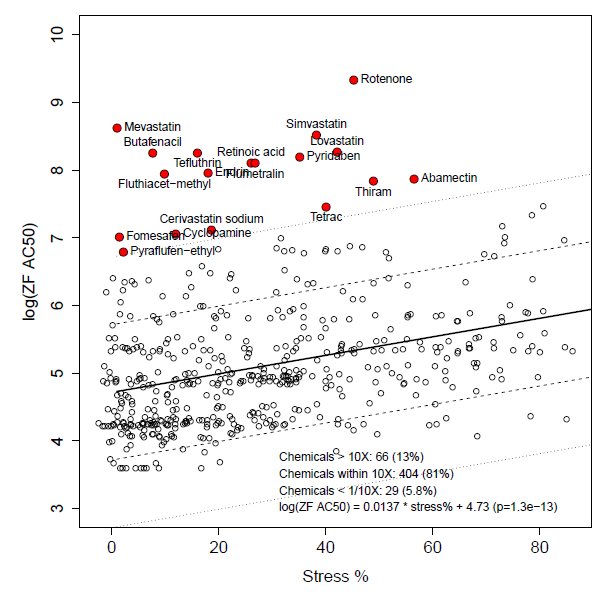 10
9
8
7
6
5
4
3
log(ZF AC50)
Rotenone
Mevastatin
Simvastatin
Butafenacil
Lovastatin
Retinoic acid
Pyridaben
Tefluthrin
Endrin
Flumetralin
Fluthiacet−methyl
Abamectin
Thiram
Tetrac
Cerivastatin sodium
Fomesafen
Cyclopamine
Pyraflufen−ethyl
Chemicals > 10X: 66 (13%)
Chemicals within 10X: 404 (81%)
Chemicals < 1/10X: 29 (5.8%)
log(ZF AC50) = 0.0137 * stress% + 4.73 (p=1.3e−13)
0 20 40 60 80
Stress %